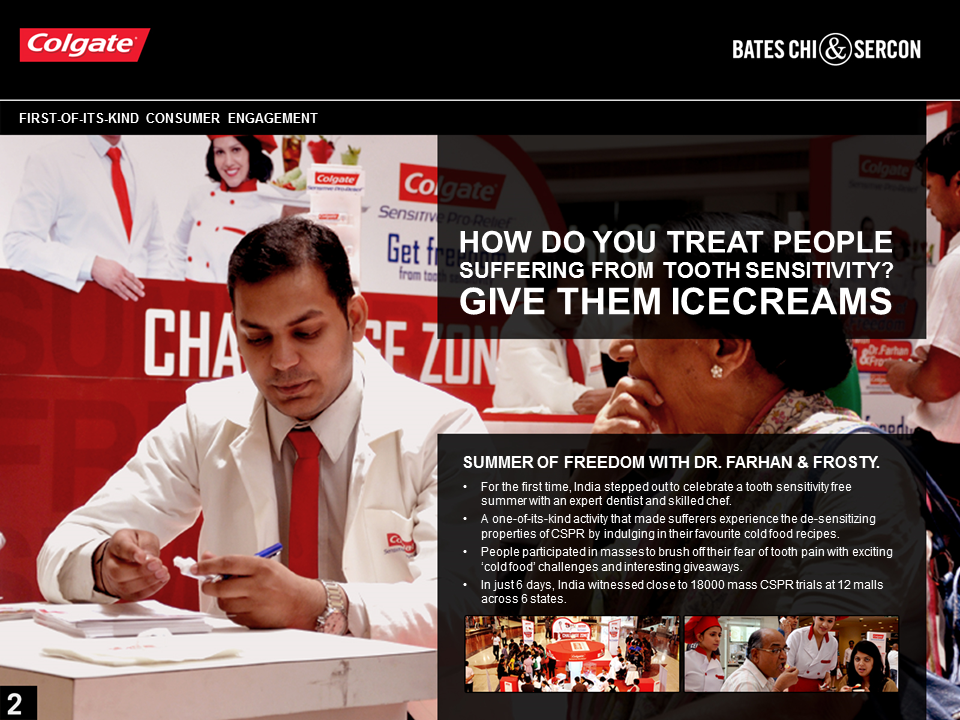 Colgate
BATES CHI & SERCON
FIRST-OF-ITS-KIND CONSUMER ENGAGEMENT
Colgate
Colgate
Sensitive Pro-Relief
Get
from
HOW DO YOU TREAT PEOPLE
SUFFERING FROM TOOTH SENSITIVITY?
GIVE THEM ICECREAMS
ZON
Dr.Farhan
SUMMER OF FREEDOM WITH DR. FARHAN & FROSTY.
• For the first time, India stepped out to celebrate a tooth sensitivity free
summer with an expert dentist and skilled chef.
• A one-of-its-kind activity that made sufferers experience the de-sensitizing
properties of CSPR by indulging in their favourite cold food recipes.
• People participated in masses to brush off their fear of tooth pain with exciting
‘cold food’ challenges and interesting giveaways.
• In just 6 days, India witnessed close to 18000 mass CSPR trials at 12 malls
across 6 states.
Colgate
2